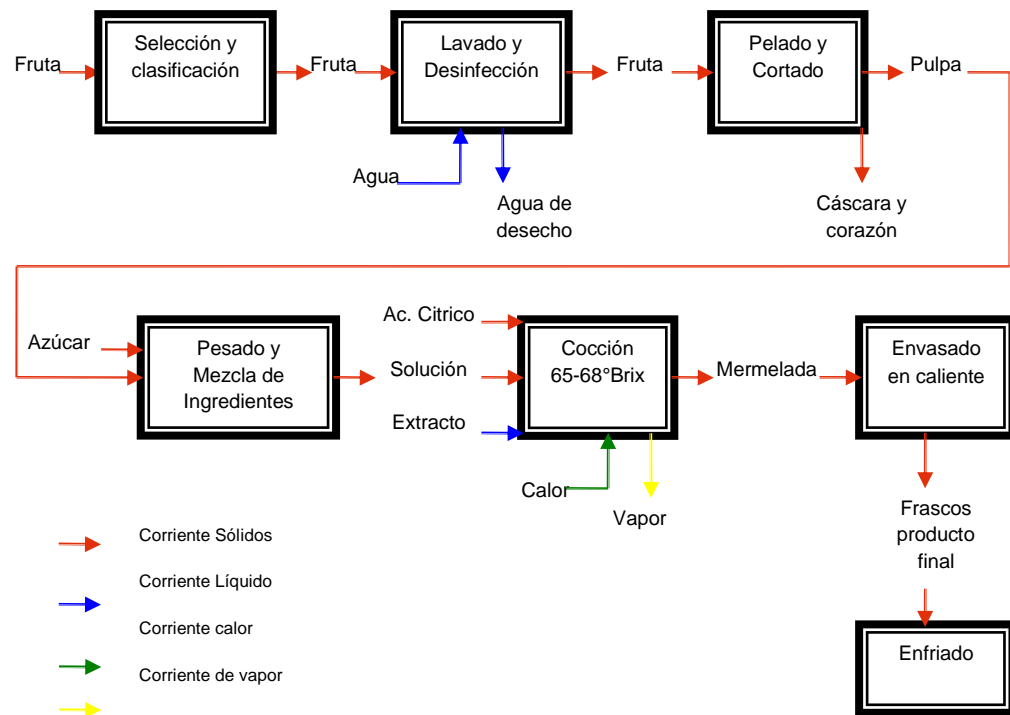 Fruta
Selección y
clasificación
Fruta
Lavado y
Desinfección
Fruta
Pelado y
Cortado
Pulpa
Agua
Agua de
desecho
Cáscara y
corazón
Azúcar
Pesado y
Mezcla de
Ingredientes
Ac. Citrico
Solución
Extracto
Cocción
65-68°Brix
Mermelada
Envasado
en caliente
Calor
Vapor
Frascos
producto
final
Enfriado
Corriente Sólidos
Corriente Líquido
Corriente calor
Corriente de vapor